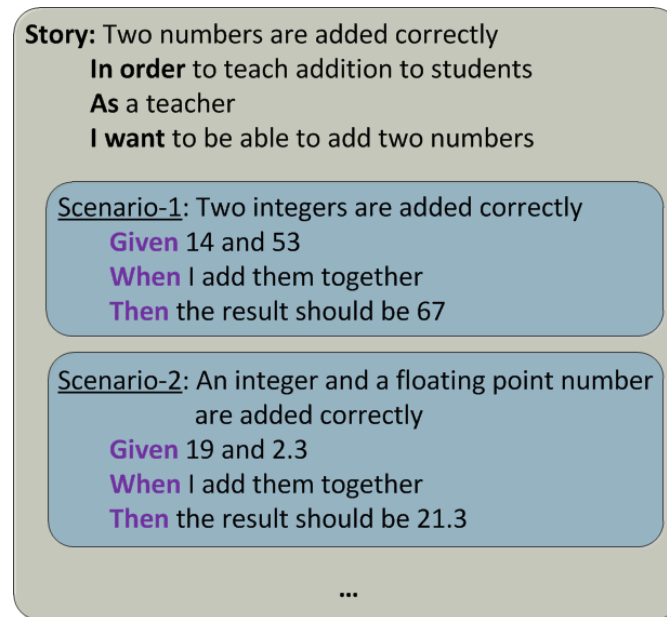 Story: Two numbers are added correctly
In order to teach addition to students
As a teacher
I want to be able to add two numbers
Scenario-1: Two integers are added correctly
Given 14 and 53
When I add them together
Then the result should be 67
Scenario-2: An integer and a floating point number
are added correctly
Given 19 and 2.3
When I add them together
Then the result should be 21.3
...